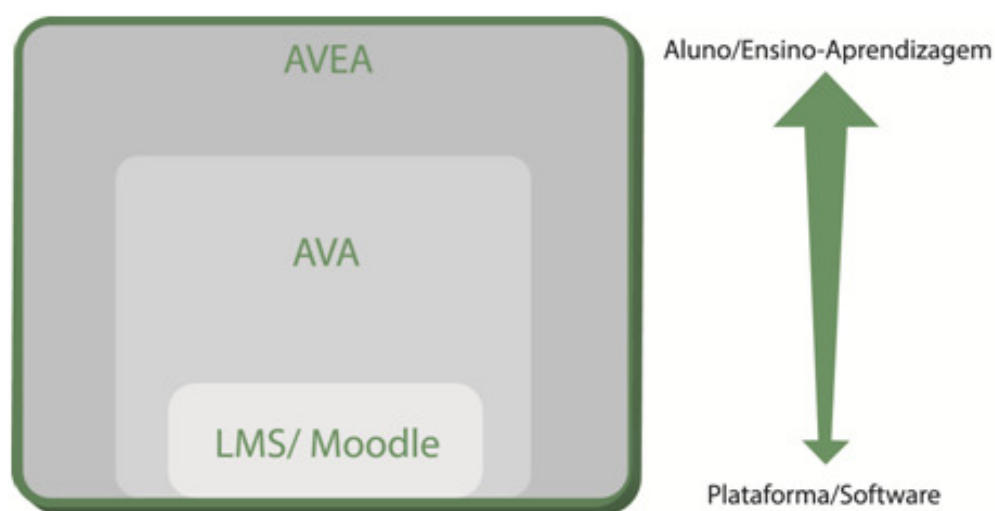 AVEA
Aluno/Ensino-Aprendizagem
AVA
LMS/ Moodle
Plataforma/Software